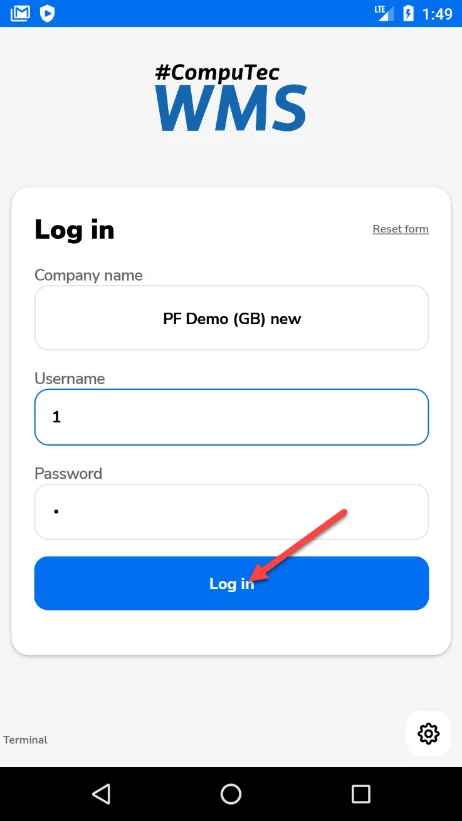 LTE 1:49
#CompuTec
WMS
Log in
Reset form
Company name
PF Demo (GB) new
Username
1
Password
•
Log in
Terminal